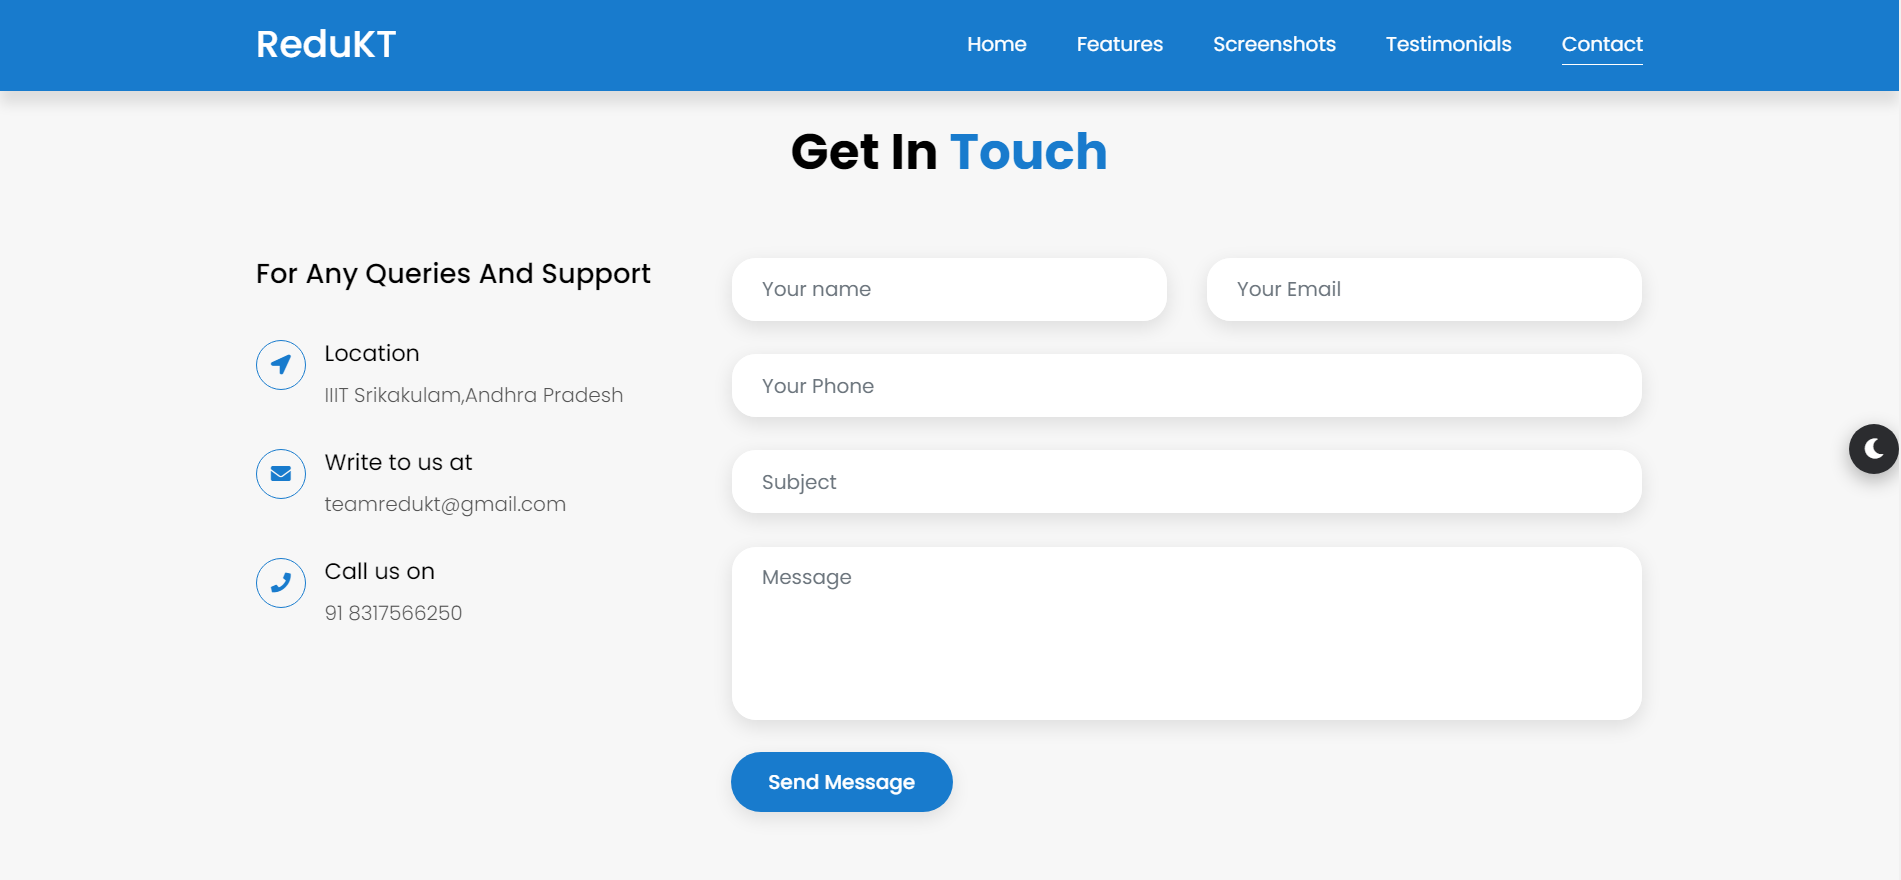 ReduKT
Home Features Screenshots Testimonials Contact
Get In Touch
For Any Queries And Support
Location
IIIT Srikakulam,Andhra Pradesh
Write to us at
teamredukt@gmail.com
Call us on
91 8317566250
Your name
Your Email
Your Phone
Subject
Message
Send Message